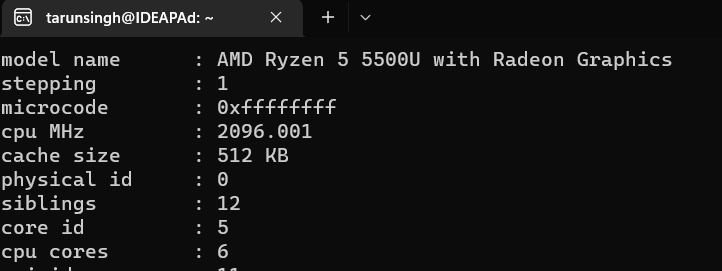 tarunsingh@IDEAPAd: ~
model name : AMD Ryzen 5 5500U with Radeon Graphics
stepping : 1
microcode : 0xffffffff
cpu MHz : 2096.001
cache size : 512 KB
physical id : 0
siblings : 12
core id : 5
cpu cores : 6